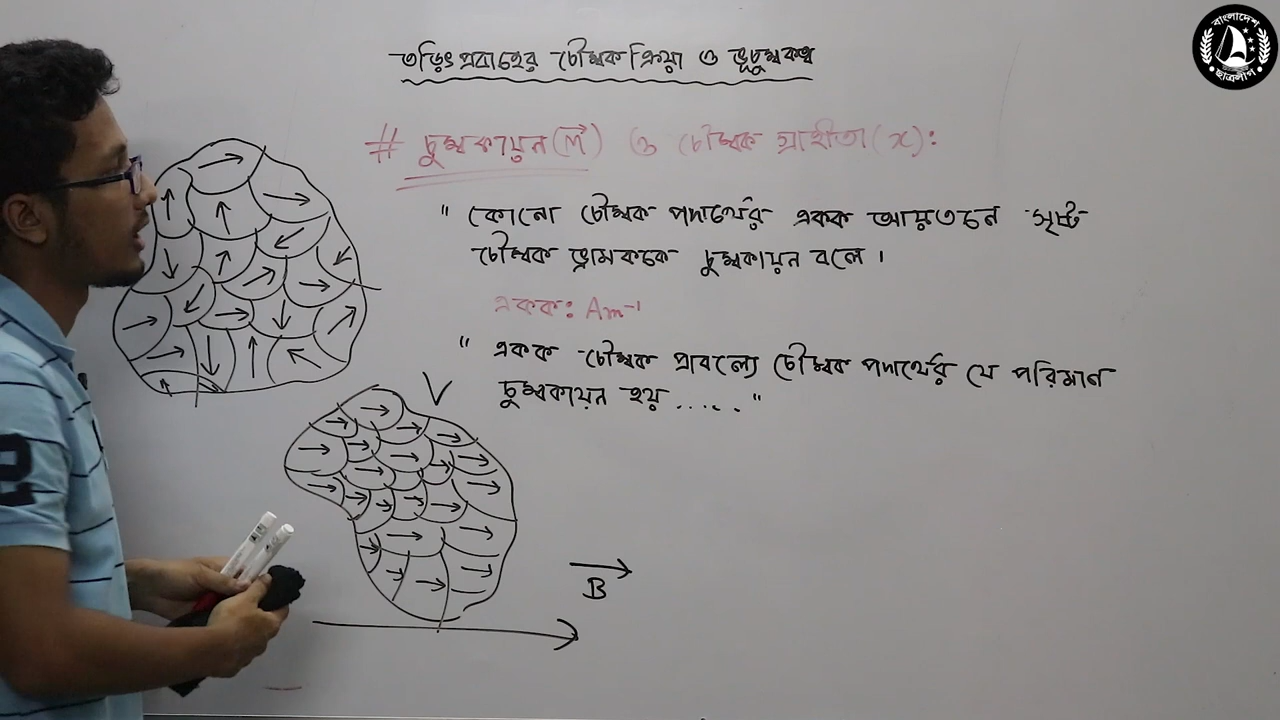 বাংলাদেশ
ছাত্রলীগ
তড়িৎ প্রবাহের চৌম্বক ক্রিয়া ও ভূচুম্বকত্ব
# চুম্বকায়ন (M⃗) ও চৌম্বক গ্রাহীতা (x):
" কোনো চৌম্বক পদার্থের একক আয়তনে সৃষ্ট
চৌম্বক ভ্রামককে চুম্বকায়ন বলে।
একক: Am⁻¹
" একক চৌম্বক প্রাবল্যে চৌম্বক পদার্থের যে পরিমান
চুম্বকায়ন হয় ...... "
V
B